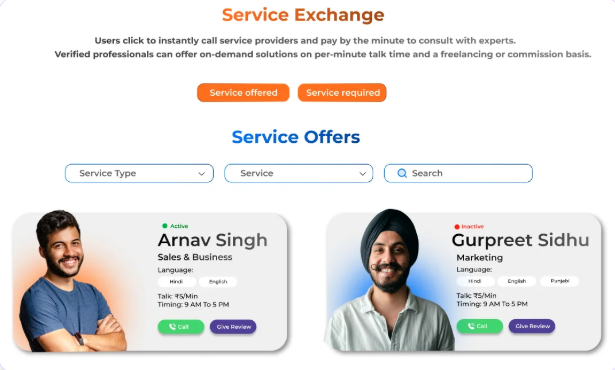 Service Exchange
Users click to instantly call service providers and pay by the minute to consult with experts.
Verified professionals can offer on-demand solutions on per-minute talk time and a freelancing or commission basis.
Service offered
Service required
Service Offers
Service Type
Service
Search
Active
Arnav Singh
Sales & Business
Language:
Hindi
English
Talk: ₹5/Min
Timing: 9 AM To 5 PM
Call
Give Review
Inactive
Gurpreet Sidhu
Marketing
Language:
Hindi
English
Punjabi
Talk: ₹5/Min
Timing: 9 AM To 5 PM
Call
Give Review